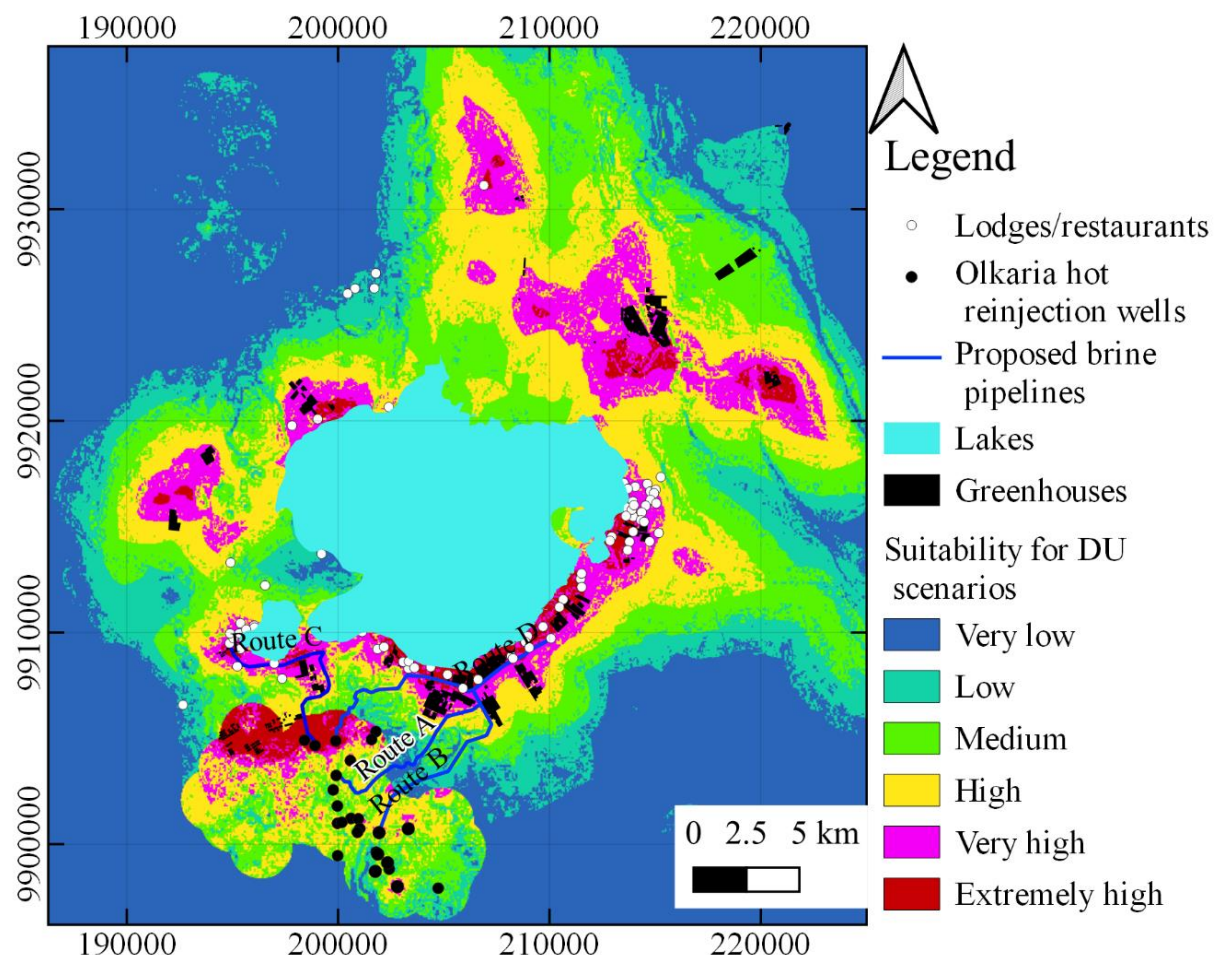 190000 200000 210000 220000
9930000
9920000
9910000
9900000
Route C
Route D
Route A
Route B
0 2.5 5 km
190000 200000 210000 220000
Legend
Lodges/restaurants
Olkaria hot
reinjection wells
Proposed brine
pipelines
Lakes
Greenhouses
Suitability for DU
scenarios
Very low
Low
Medium
High
Very high
Extremely high